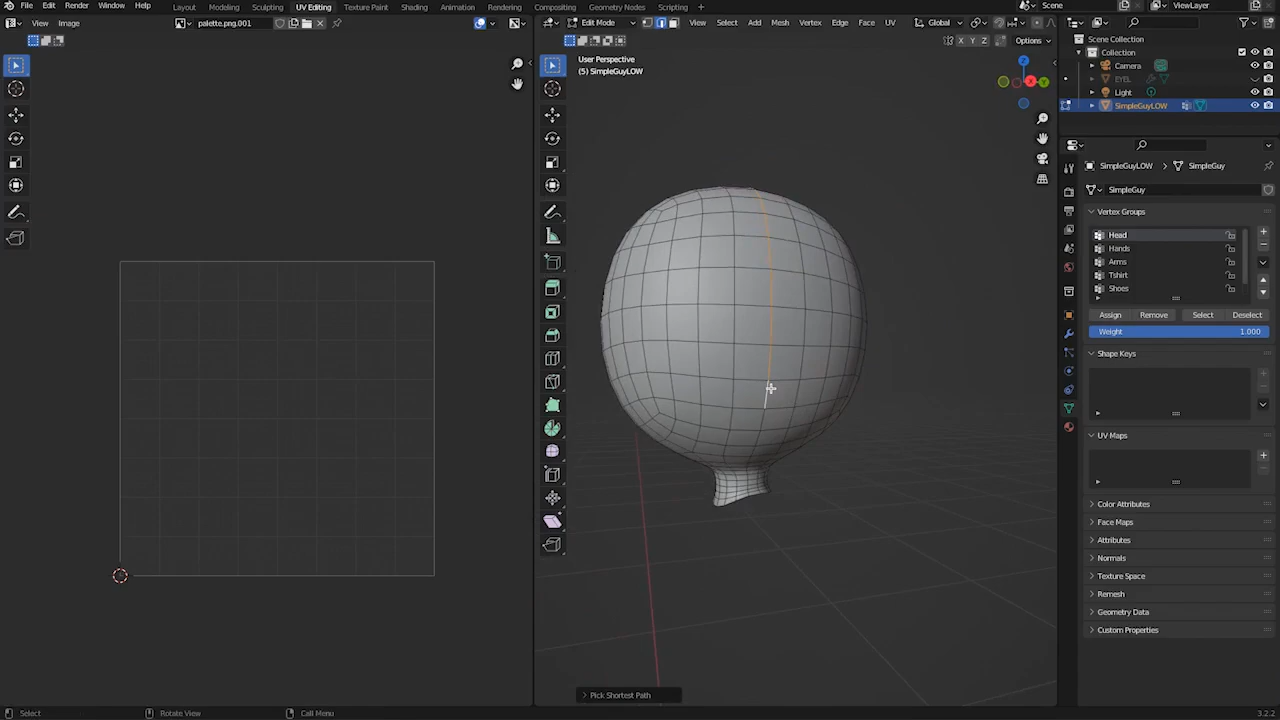 File Edit Render Window Help
Layout Modeling Sculpting UV Editing Texture Paint Shading Animation Rendering Compositing Geometry Nodes Scripting
Scene
ViewLayer
View Image
palette.png.001
Edit Mode
View Select Add Mesh Vertex Edge Face UV
Global
X Y Z
Options
User Perspective
(5) SimpleGuyLOW
Z
X
Y
Scene Collection
Collection
Camera
EYEL
Light
SimpleGuyLOW
SimpleGuyLOW
SimpleGuy
SimpleGuy
Vertex Groups
Head
Hands
Arms
Tshirt
Shoes
Assign Remove Select Deselect
Weight 1.000
Shape Keys
UV Maps
Color Attributes
Face Maps
Attributes
Normals
Texture Space
Remesh
Geometry Data
Custom Properties
Pick Shortest Path
Select Rotate View Call Menu
3.2.2